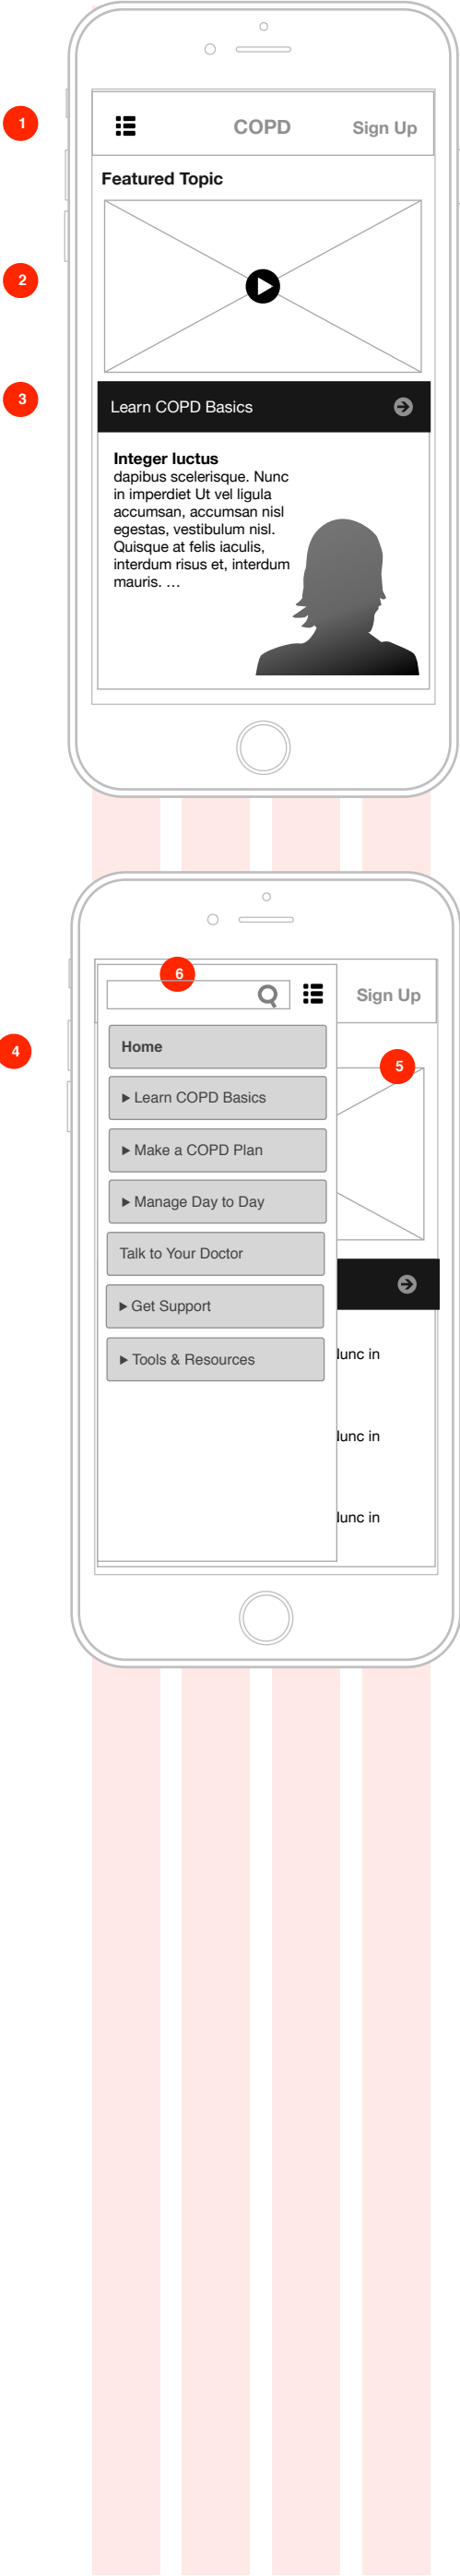 1
COPD
Sign Up
Featured Topic
2
3
Learn COPD Basics
Integer luctus
dapibus scelerisque. Nunc
in imperdiet Ut vel ligula
accumsan, accumsan nisl
egestas, vestibulum nisl.
Quisque at felis iaculis,
interdum risus et, interdum
mauris. …
6
Sign Up
4
Home
5
Learn COPD Basics
Make a COPD Plan
Manage Day to Day
Talk to Your Doctor
Get Support
Tools & Resources
lunc in
lunc in
lunc in